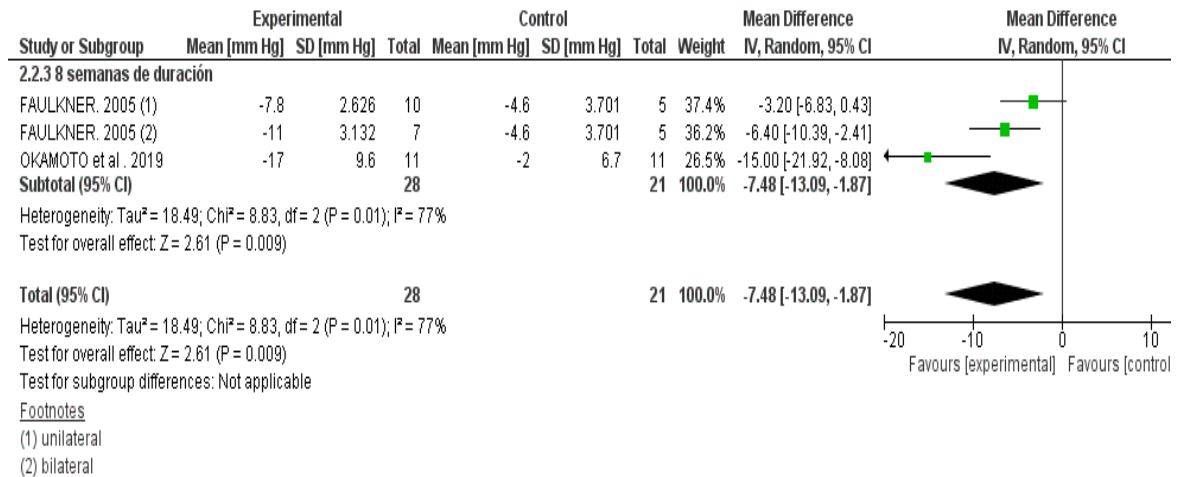 Experimental Control Mean Difference Mean Difference
Study or Subgroup Mean [mm Hg] SD [mm Hg] Total Mean [mm Hg] SD [mm Hg] Total Weight IV, Random, 95% CI IV, Random, 95% CI
2.2.3 8 semanas de duración
FAULKNER. 2005 (1) -7.8 2.626 10 -4.6 3.701 5 37.4% -3.20 [-6.83, 0.43]
FAULKNER. 2005 (2) -11 3.132 7 -4.6 3.701 5 36.2% -6.40 [-10.39, -2.41]
OKAMOTO et al . 2019 -17 9.6 11 -2 6.7 11 26.5% -15.00 [-21.92, -8.08]
Subtotal (95% CI) 28 21 100.0% -7.48 [-13.09, -1.87]
Heterogeneity: Tau² = 18.49; Chi² = 8.83, df = 2 (P = 0.01); I² = 77%
Test for overall effect: Z = 2.61 (P = 0.009)
Total (95% CI) 28 21 100.0% -7.48 [-13.09, -1.87]
Heterogeneity: Tau² = 18.49; Chi² = 8.83, df = 2 (P = 0.01); I² = 77%
Test for overall effect: Z = 2.61 (P = 0.009)
Test for subgroup differences: Not applicable
-20 -10 0 10
Favours [experimental] Favours [control
Footnotes
(1) unilateral
(2) bilateral